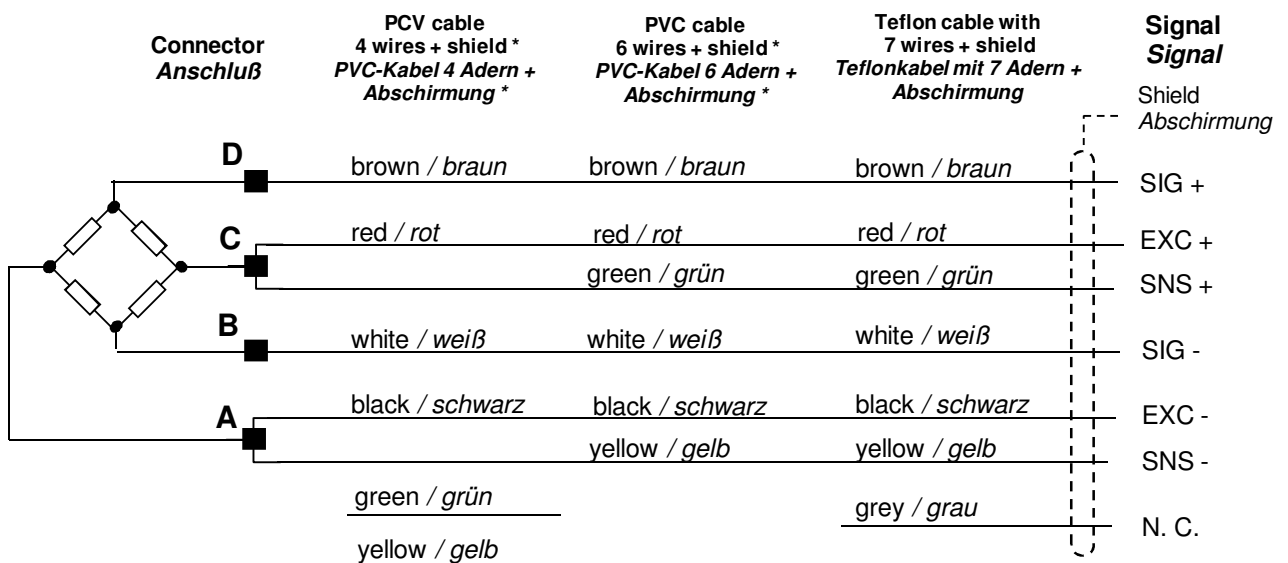 Connector
Anschluß
PCV cable
4 wires + shield *
PVC-Kabel 4 Adern +
Abschirmung *
PVC cable
6 wires + shield *
PVC-Kabel 6 Adern +
Abschirmung *
Teflon cable with
7 wires + shield
Teflonkabel mit 7 Adern +
Abschirmung
Signal
Signal
Shield
Abschirmung
D brown / braun brown / braun brown / braun SIG +
C red / rot red / rot red / rot EXC +
green / grün green / grün SNS +
B white / weiß white / weiß white / weiß SIG -
A black / schwarz black / schwarz black / schwarz EXC -
yellow / gelb yellow / gelb SNS -
green / grün grey / grau N. C.
yellow / gelb